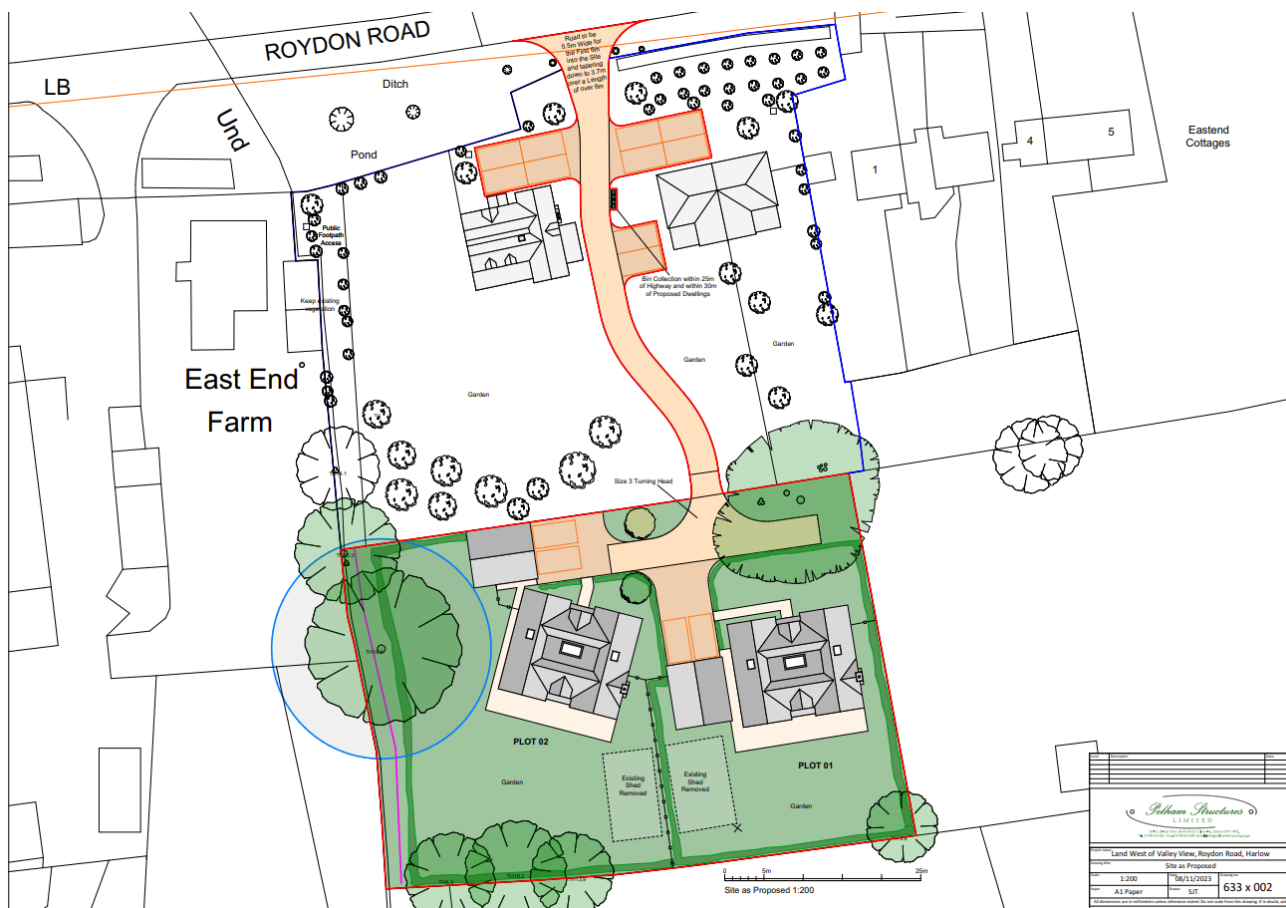 ROYDON ROAD
LB
Und
Ditch
Pond
Road to be
5.5m Wide for
the First 6m
into the Site
and tapering
down to 3.7m
over a Length
of over 6m
Eastend
Cottages
1
4
5
Public
Footpath
Access
Keep existing
vegetation
Bin Collection within 25m
of Highway and within 30m
of Proposed Dwellings
East End
Farm
Garden
Garden
Garden
Size 3 Turning Head
PLOT 02
Garden
Existing
Shed
Removed
Existing
Shed
Removed
PLOT 01
Garden
0
5m
25m
Site as Proposed 1:200
Pelham Structures
LIMITED
Land West of Valley View, Roydon Road, Harlow
Site as Proposed
1:200
08/11/2023
A1 Paper
SJT
633 x 002